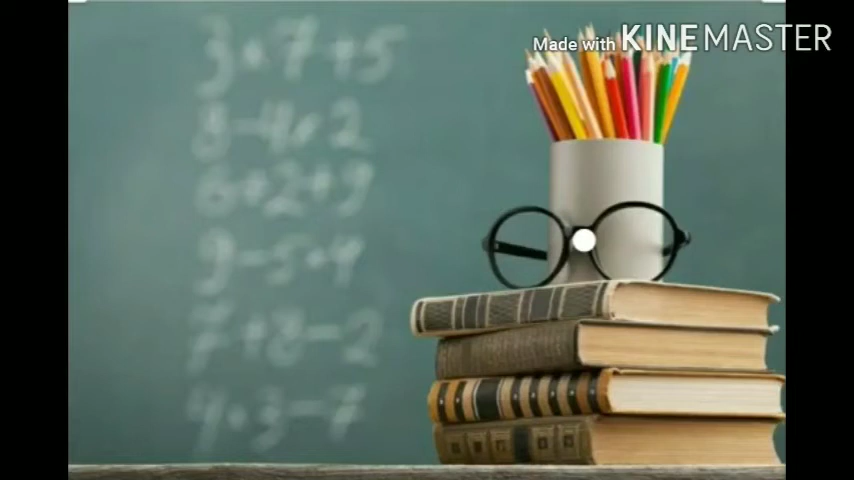 Made with KINEMASTER
3 · 7 + 5
8 - 4 · 2
6 + 2 + 9
9 - 5 + 4
7 + 8 - 2
4 · 3 - 7